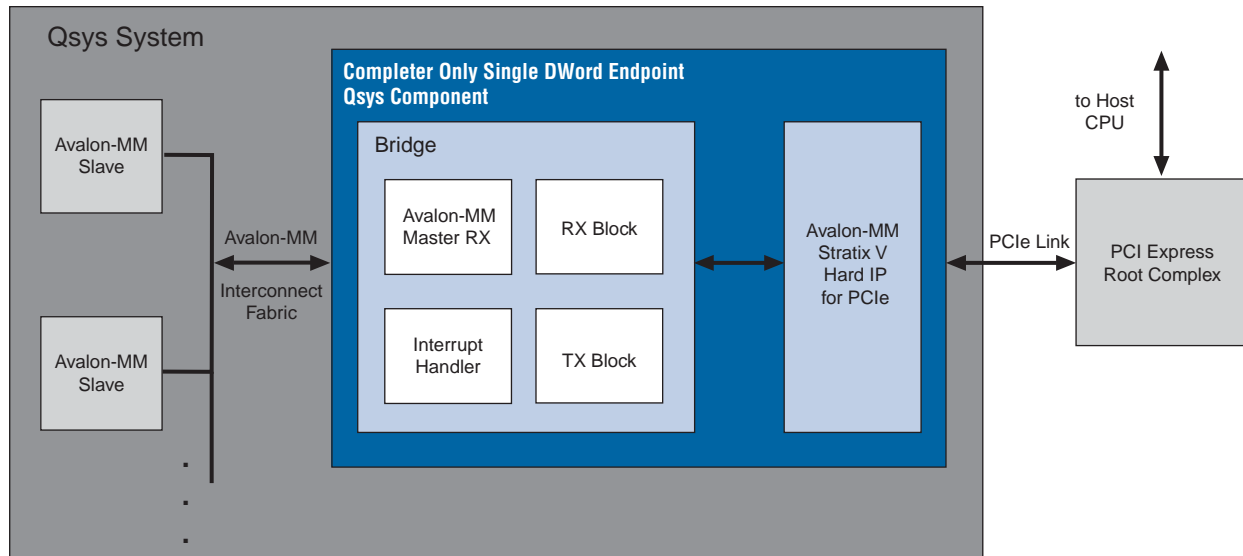 Qsys System
Completer Only Single DWord Endpoint
Qsys Component
Bridge
Avalon-MM
Slave
Avalon-MM
Master RX
RX Block
Avalon-MM
Interconnect
Fabric
Avalon-MM
Stratix V
Hard IP
for PCIe
PCIe Link
to Host
CPU
PCI Express
Root Complex
Avalon-MM
Slave
Interrupt
Handler
TX Block